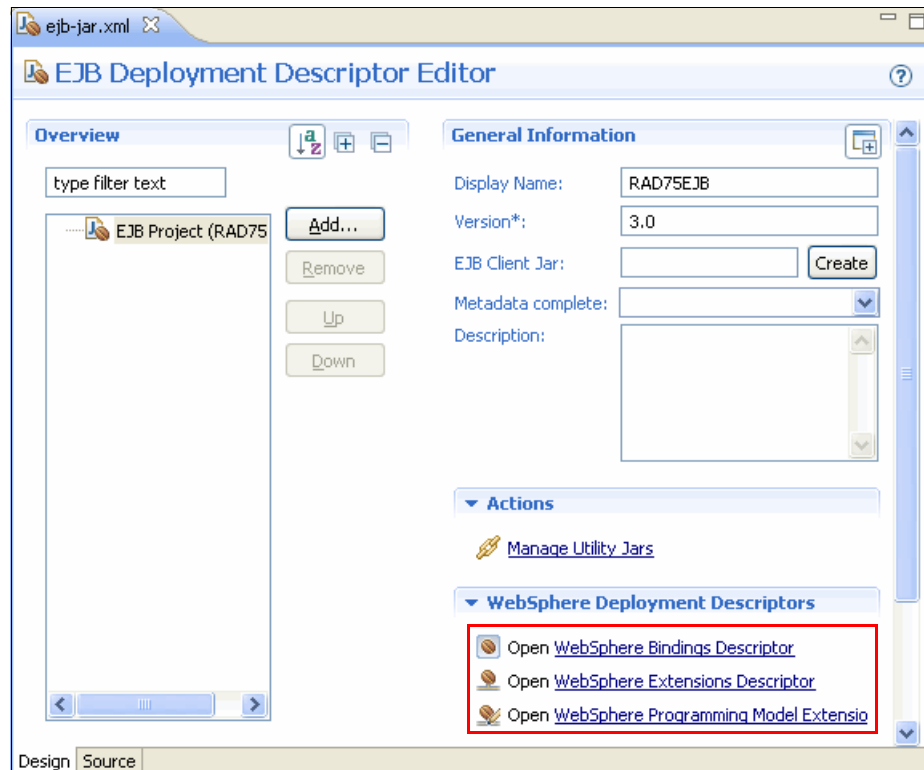 ejb-jar.xml
EJB Deployment Descriptor Editor
Overview
type filter text
EJB Project (RAD75
Add...
Remove
Up
Down
General Information
Display Name: RAD75EJB
Version*: 3.0
EJB Client Jar: Create
Metadata complete:
Description:
Actions
Manage Utility Jars
WebSphere Deployment Descriptors
Open WebSphere Bindings Descriptor
Open WebSphere Extensions Descriptor
Open WebSphere Programming Model Extensio
Design Source